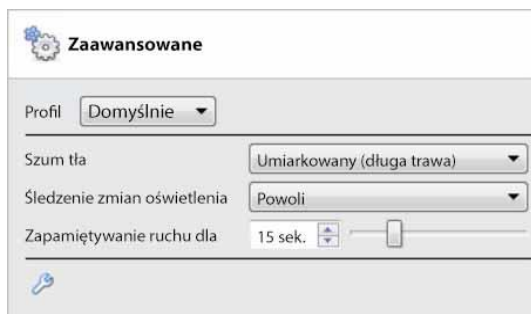 Zaawansowane
Profil Domyślnie
Szum tła Umiarkowany (długa trawa)
Śledzenie zmian oświetlenia Powoli
Zapamiętywanie ruchu dla 15 sek.